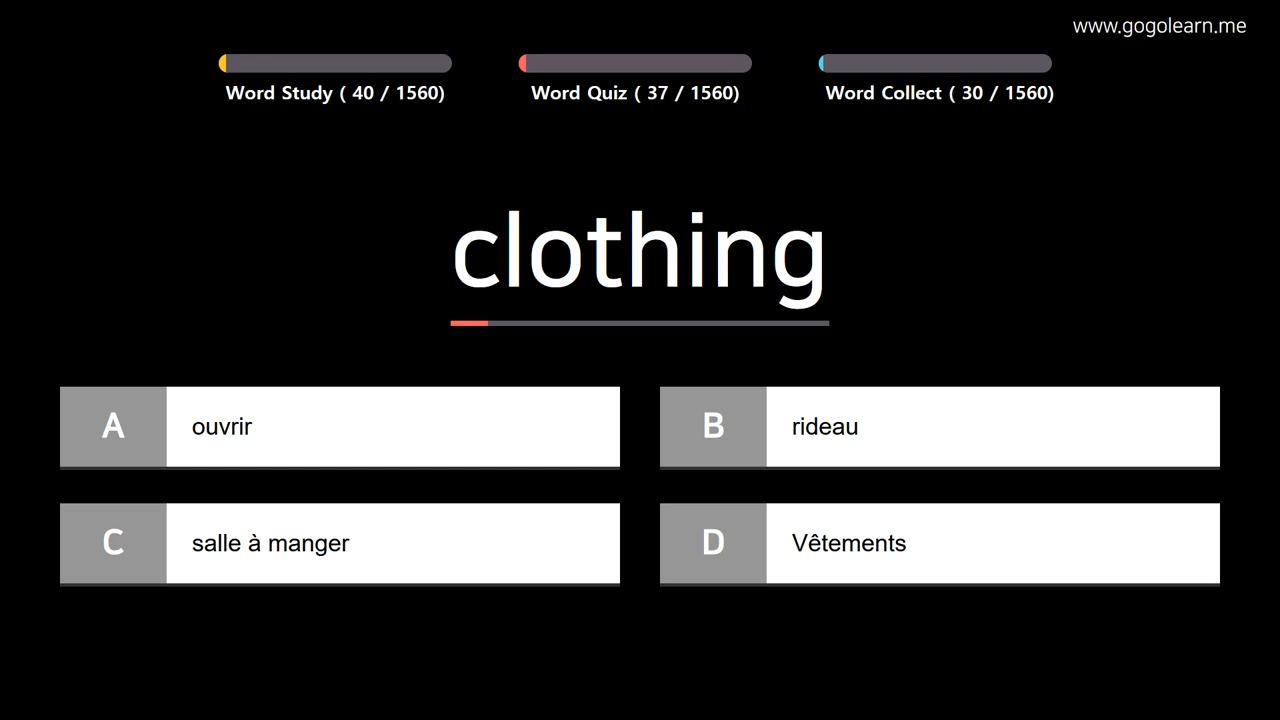 www.gogolearn.me
Word Study ( 40 / 1560)
Word Quiz ( 37 / 1560)
Word Collect ( 30 / 1560)
clothing
A
ouvrir
B
rideau
C
salle à manger
D
Vêtements